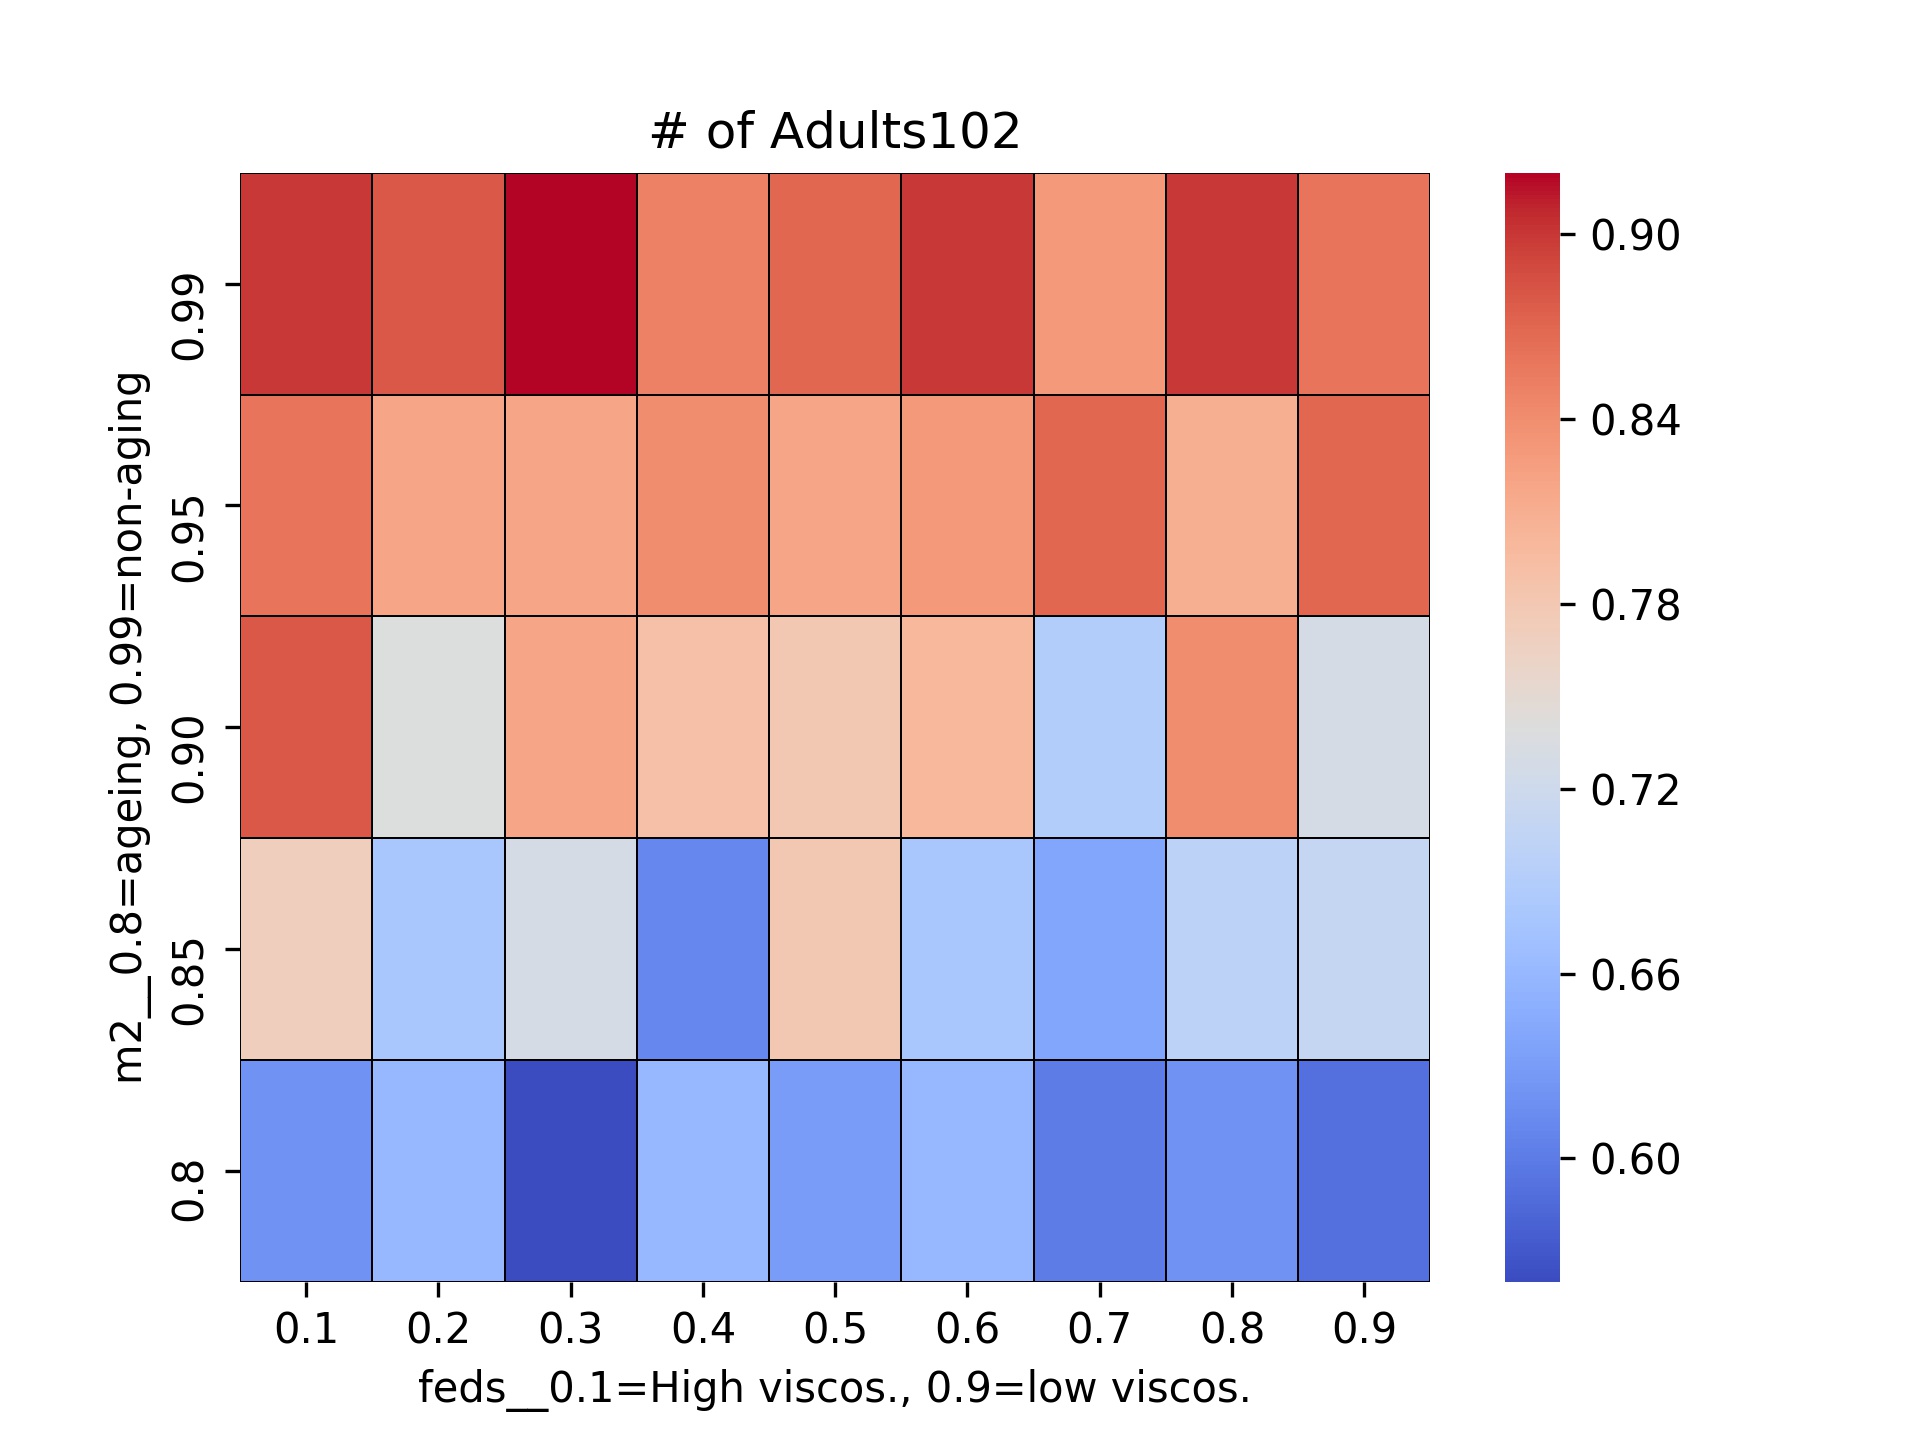 # of Adults102
m2__0.8=ageing, 0.99=non-aging
0.99
0.95
0.90
0.85
0.8
0.1 0.2 0.3 0.4 0.5 0.6 0.7 0.8 0.9
feds__0.1=High viscos., 0.9=low viscos.
0.90
0.84
0.78
0.72
0.66
0.60